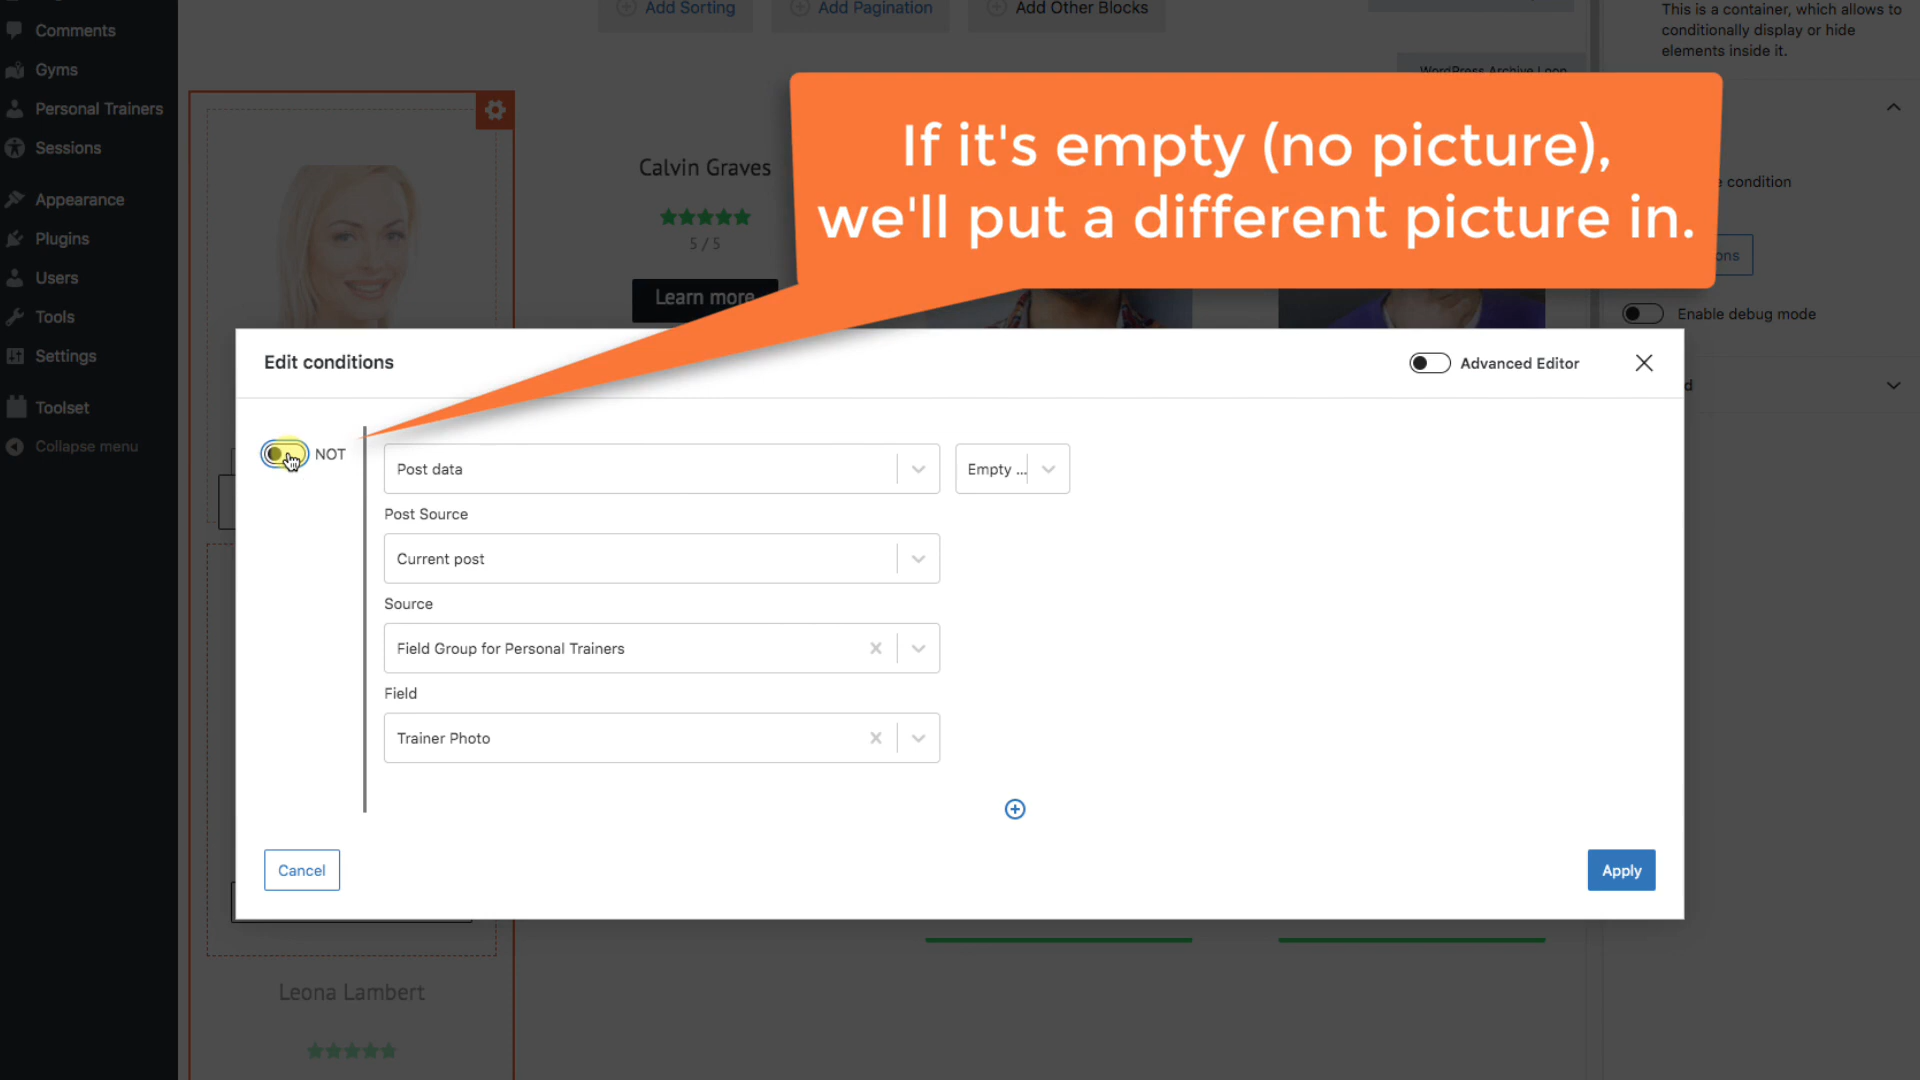 Comments
Gyms
Personal Trainers
Sessions
Appearance
Plugins
Users
Tools
Settings
Toolset
Collapse menu
Add Sorting
Add Pagination
Add Other Blocks
This is a container, which allows to
conditionally display or hide
elements inside it.
WordPress Archive Loop
If it's empty (no picture),
we'll put a different picture in.
Calvin Graves
5 / 5
Learn more
condition
Enable debug mode
Edit conditions
Advanced Editor
NOT
Post data
Empty ...
Post Source
Current post
Source
Field Group for Personal Trainers
Field
Trainer Photo
Cancel
Apply
Leona Lambert